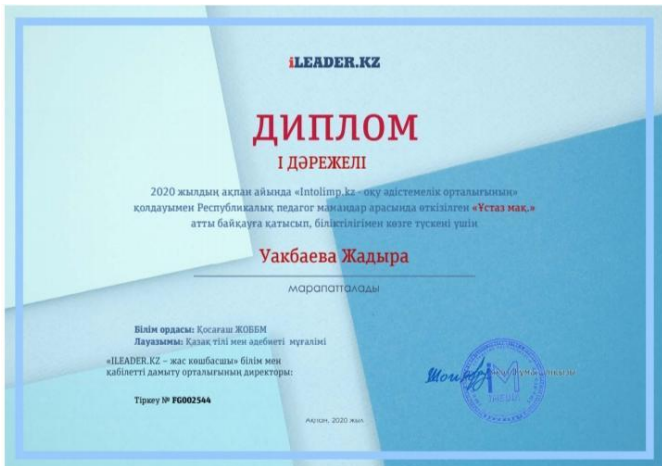 iLEADER.KZ
ДИПЛОМ
І ДӘРЕЖЕЛІ
2020 жылдың ақпан айында «Intolimp.kz - оқу әдістемелік орталығының»
қолдауымен Республикалық педагог мамандар арасында өткізілген «Ұстаз мақ.»
атты байқауға қатысып, біліктілігімен көзге түскені үшін
Уакбаева Жадыра
марапатталады
Білім ордасы: Қосағаш ЖОББМ
Лауазымы: Қазақ тілі мен әдебиеті мұғалімі
«ILEADER.KZ – жас көшбасшы» білім мен
қабілетті дамыту орталығының директоры:
Тіркеу № FG002544
Ақпан, 2020 жыл